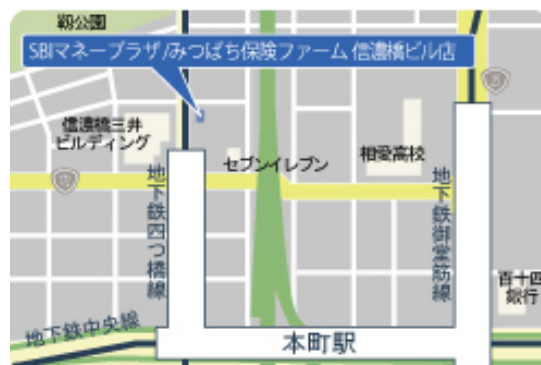 靱公園
SBIマネープラザ/みつばち保険ファーム 信濃橋ビル店
信濃橋三井
ビルディング
セブンイレブン
相愛高校
地下鉄四つ橋線
地下鉄御堂筋線
百十四
銀行
地下鉄中央線
本町駅